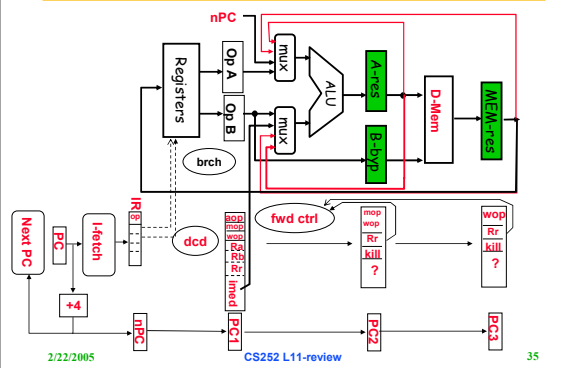 nPC
Registers
Op A
Op B
mux
mux
ALU
A-res
B-byp
D-Mem
MEM-res
brch
fwd ctrl
dcd
Next PC
PC
I-fetch
IR
op
aop
mop
wop
Ra
Rb
Rr
imed
mop
wop
Rr
kill
?
wop
Rr
kill
?
+4
nPC
PC1
PC2
PC3
2/22/2005
CS252 L11-review
35